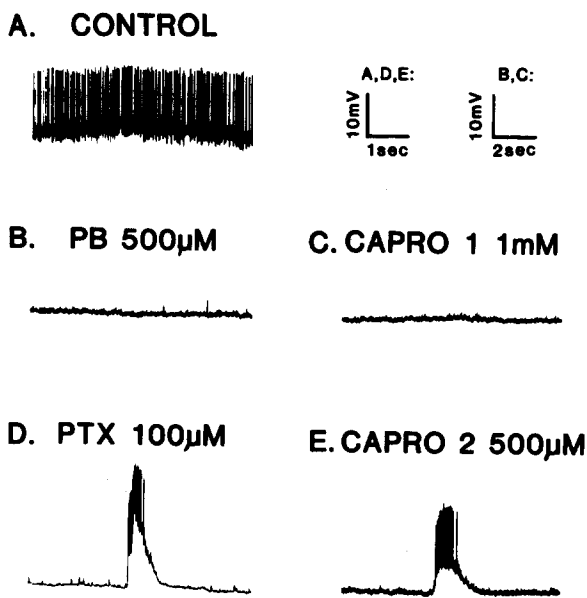 A. CONTROL
A,D,E:
10mV
1sec
B,C:
10mV
2sec
B. PB 500µM
C. CAPRO 1 1mM
D. PTX 100µM
E. CAPRO 2 500µM